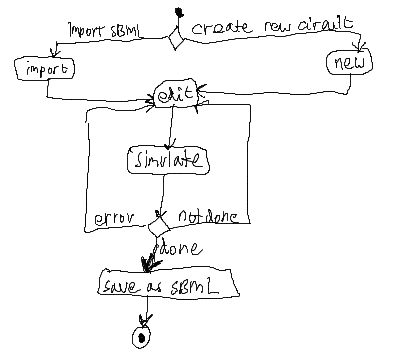 Import SBML
create new circuit
import
new
edit
simulate
error
not done
done
save as SBML